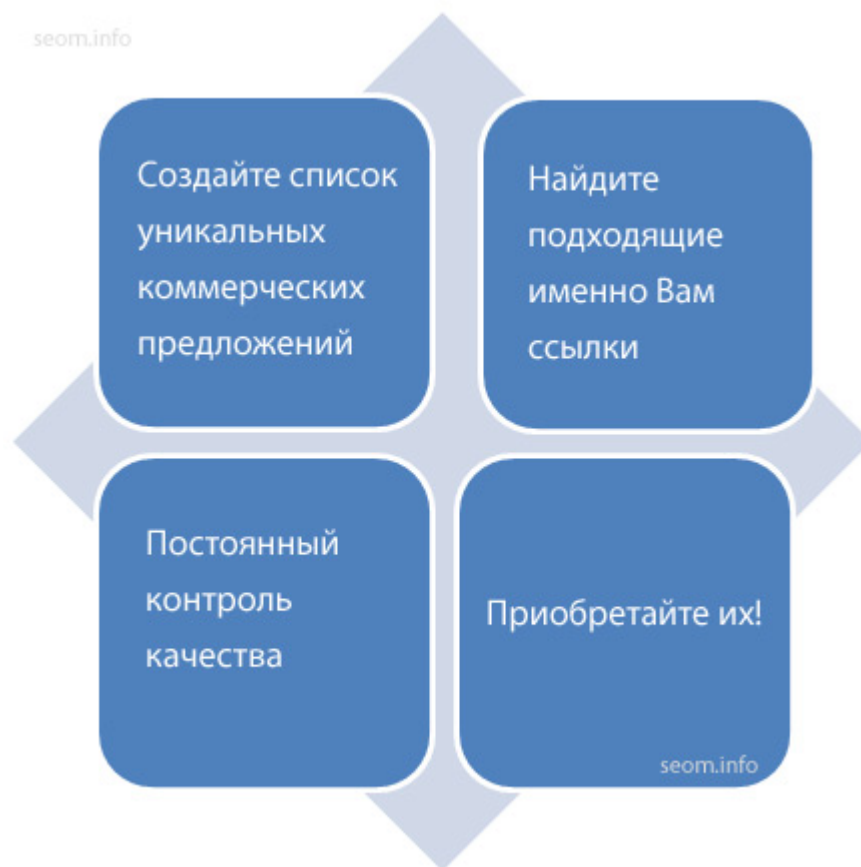 seom.info
Создайте список
уникальных
коммерческих
предложений
Найдите
подходящие
именно Вам
ссылки
Постоянный
контроль
качества
Приобретайте их!
seom.info